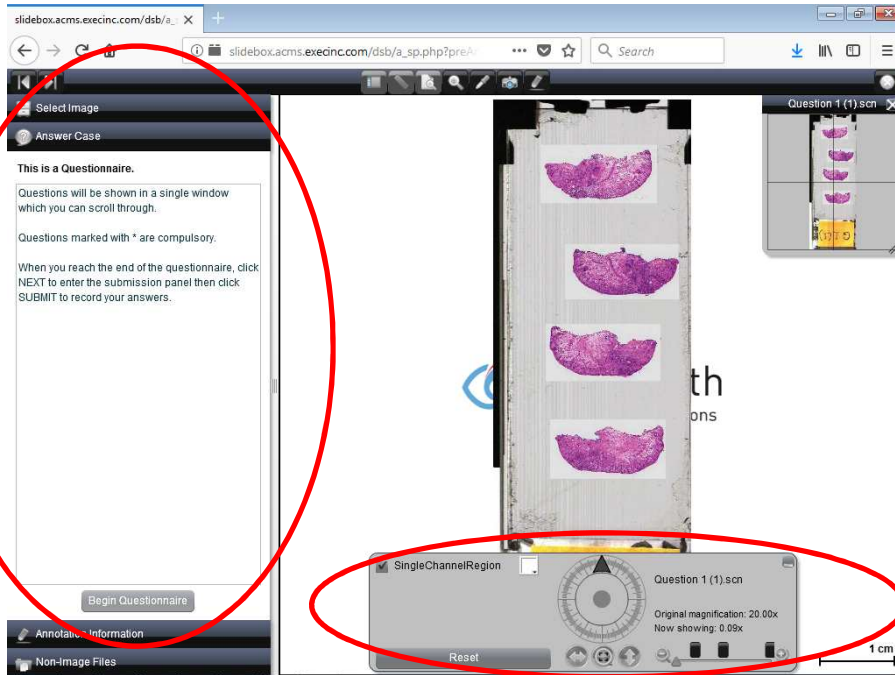 slidebox.acms.execinc.com/dsb/a_
slidebox.acms.execinc.com/dsb/a_sp.php?preA
Search
Select Image
Answer Case
This is a Questionnaire.
Questions will be shown in a single window
which you can scroll through.
Questions marked with * are compulsory.
When you reach the end of the questionnaire, click
NEXT to enter the submission panel then click
SUBMIT to record your answers.
Begin Questionnaire
Annotation Information
Non-Image Files
Question 1 (1).scn
th
ons
SingleChannelRegion
Question 1 (1).scn
Original magnification: 20.00x
Now showing: 0.09x
Reset
1 cm